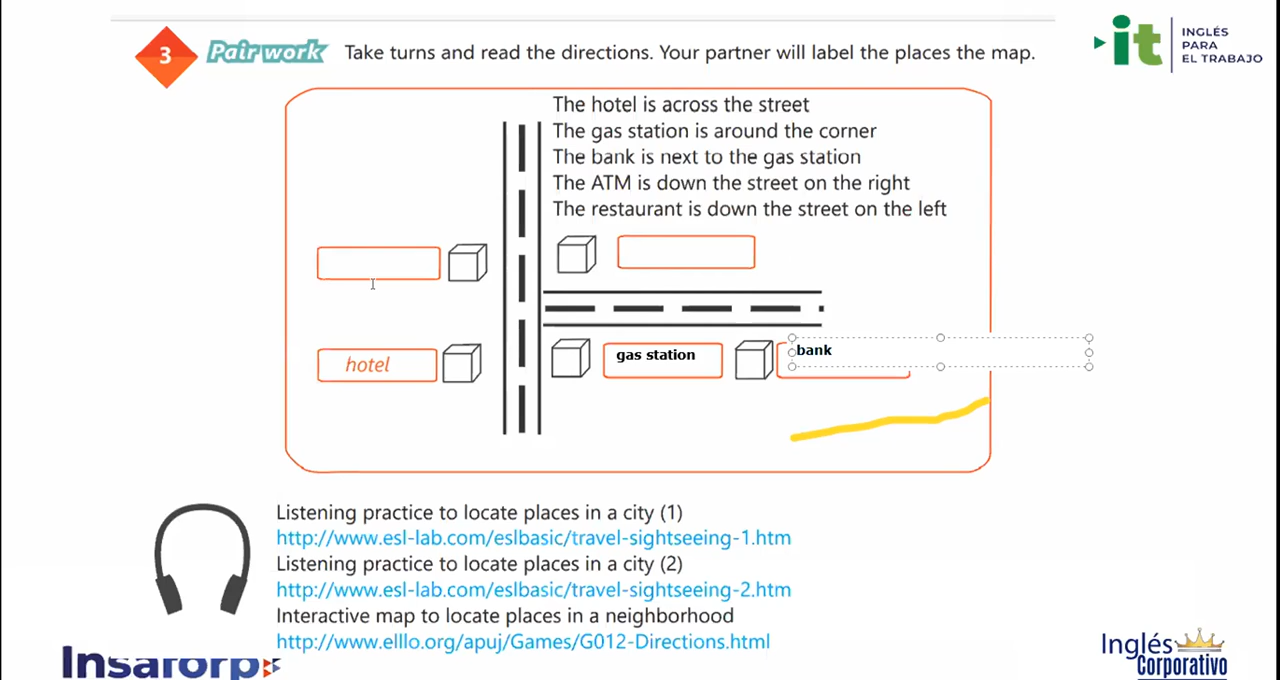 3 Pair work Take turns and read the directions. Your partner will label the places the map.
it INGLÉS
PARA
EL TRABAJO
The hotel is across the street
The gas station is around the corner
The bank is next to the gas station
The ATM is down the street on the right
The restaurant is down the street on the left
hotel
gas station
bank
Listening practice to locate places in a city (1)
http://www.esl-lab.com/eslbasic/travel-sightseeing-1.htm
Listening practice to locate places in a city (2)
http://www.esl-lab.com/eslbasic/travel-sightseeing-2.htm
Interactive map to locate places in a neighborhood
http://www.elllo.org/apuj/Games/G012-Directions.html
Insaforp
Inglés
Corporativo